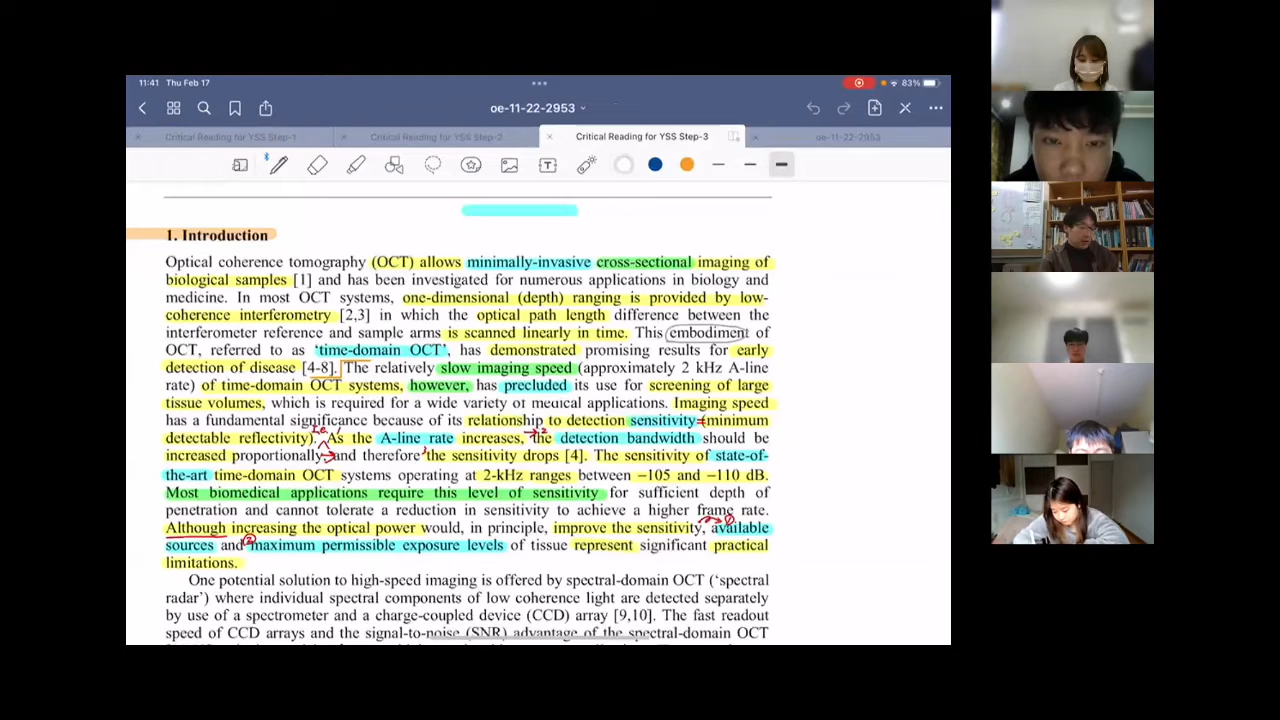 11:41 Thu Feb 17
83%
oe-11-22-2953
Critical Reading for YSS Step-1
Critical Reading for YSS Step-2
Critical Reading for YSS Step-3
oe-11-22-2953
1. Introduction
Optical coherence tomography (OCT) allows minimally-invasive cross-sectional imaging of
biological samples [1] and has been investigated for numerous applications in biology and
medicine. In most OCT systems, one-dimensional (depth) ranging is provided by low-
coherence interferometry [2,3] in which the optical path length difference between the
interferometer reference and sample arms is scanned linearly in time. This embodiment of
OCT, referred to as ‘time-domain OCT’, has demonstrated promising results for early
detection of disease [4-8]. The relatively slow imaging speed (approximately 2 kHz A-line
rate) of time-domain OCT systems, however, has precluded its use for screening of large
tissue volumes, which is required for a wide variety of medical applications. Imaging speed
has a fundamental significance because of its relationship to detection sensitivity (minimum
detectable reflectivity). As the A-line rate increases, the detection bandwidth should be
increased proportionally, and therefore the sensitivity drops [4]. The sensitivity of state-of-
the-art time-domain OCT systems operating at 2-kHz ranges between −105 and −110 dB.
Most biomedical applications require this level of sensitivity for sufficient depth of
penetration and cannot tolerate a reduction in sensitivity to achieve a higher frame rate.
Although increasing the optical power would, in principle, improve the sensitivity, available
sources and maximum permissible exposure levels of tissue represent significant practical
limitations.
One potential solution to high-speed imaging is offered by spectral-domain OCT (‘spectral
radar’) where individual spectral components of low coherence light are detected separately
by use of a spectrometer and a charge-coupled device (CCD) array [9,10]. The fast readout
speed of CCD arrays and the signal-to-noise (SNR) advantage of the spectral-domain OCT